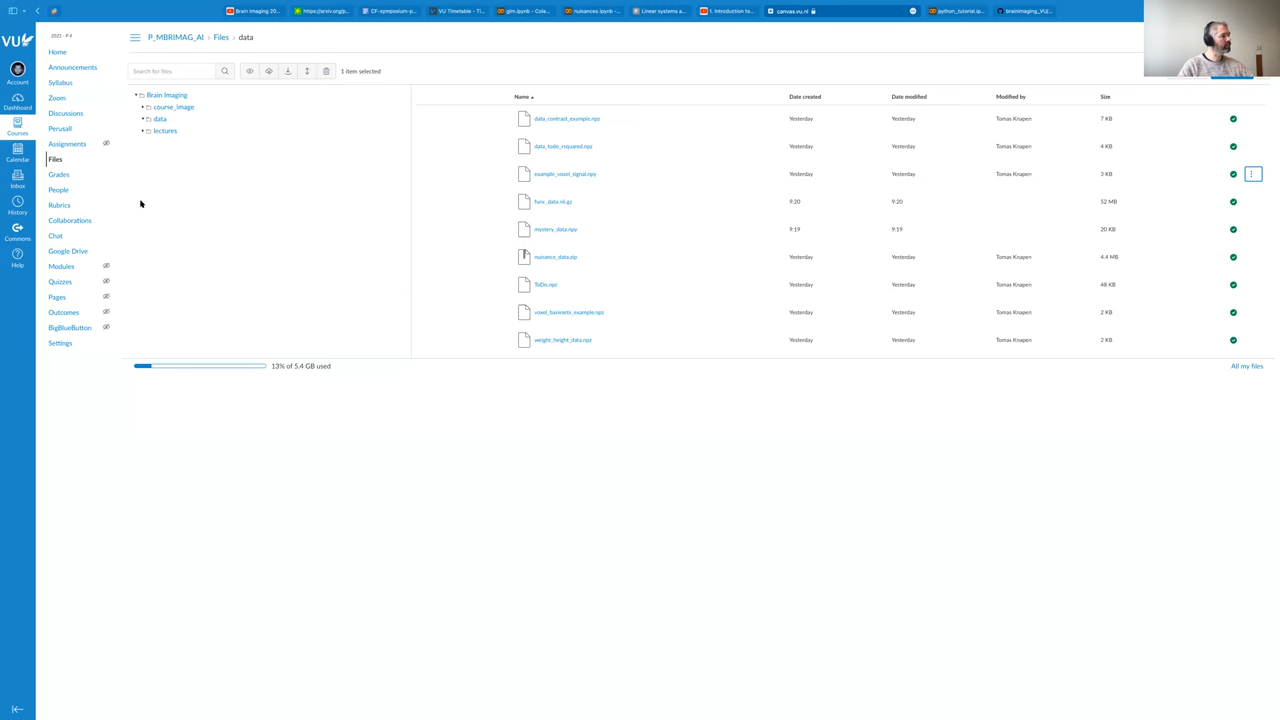 Brain Imaging 20...
https://arxiv.org/p...
CF-symposium-p...
VU Timetable - Ti...
glm.ipynb - Cola...
nuisances.ipynb -...
Linear systems a...
1. Introduction to...
canvas.vu.nl
python_tutorial.ip...
brainimaging_VU/...
VU
Account
Dashboard
Courses
Calendar
Inbox
History
Commons
Help
2021 - P4
Home
Announcements
Syllabus
Zoom
Discussions
Perusall
Assignments
Files
Grades
People
Rubrics
Collaborations
Chat
Google Drive
Modules
Quizzes
Pages
Outcomes
BigBlueButton
Settings
P_MBRIMAG_AI > Files > data
Search for files
1 item selected
Brain Imaging
course_image
data
lectures
Name Date created Date modified Modified by Size
data_contrast_example.npz Yesterday Yesterday Tomas Knapen 7 KB
data_todo_rsquared.npz Yesterday Yesterday Tomas Knapen 4 KB
example_voxel_signal.npy Yesterday Yesterday Tomas Knapen 3 KB
func_data.nii.gz 9:20 9:20 52 MB
mystery_data.npy 9:19 9:19 20 KB
nuisance_data.zip Yesterday Yesterday Tomas Knapen 4.4 MB
ToDo.npz Yesterday Yesterday Tomas Knapen 48 KB
voxel_basissets_example.npz Yesterday Yesterday Tomas Knapen 2 KB
weight_height_data.npz Yesterday Yesterday Tomas Knapen 2 KB
13% of 5.4 GB used
All my files